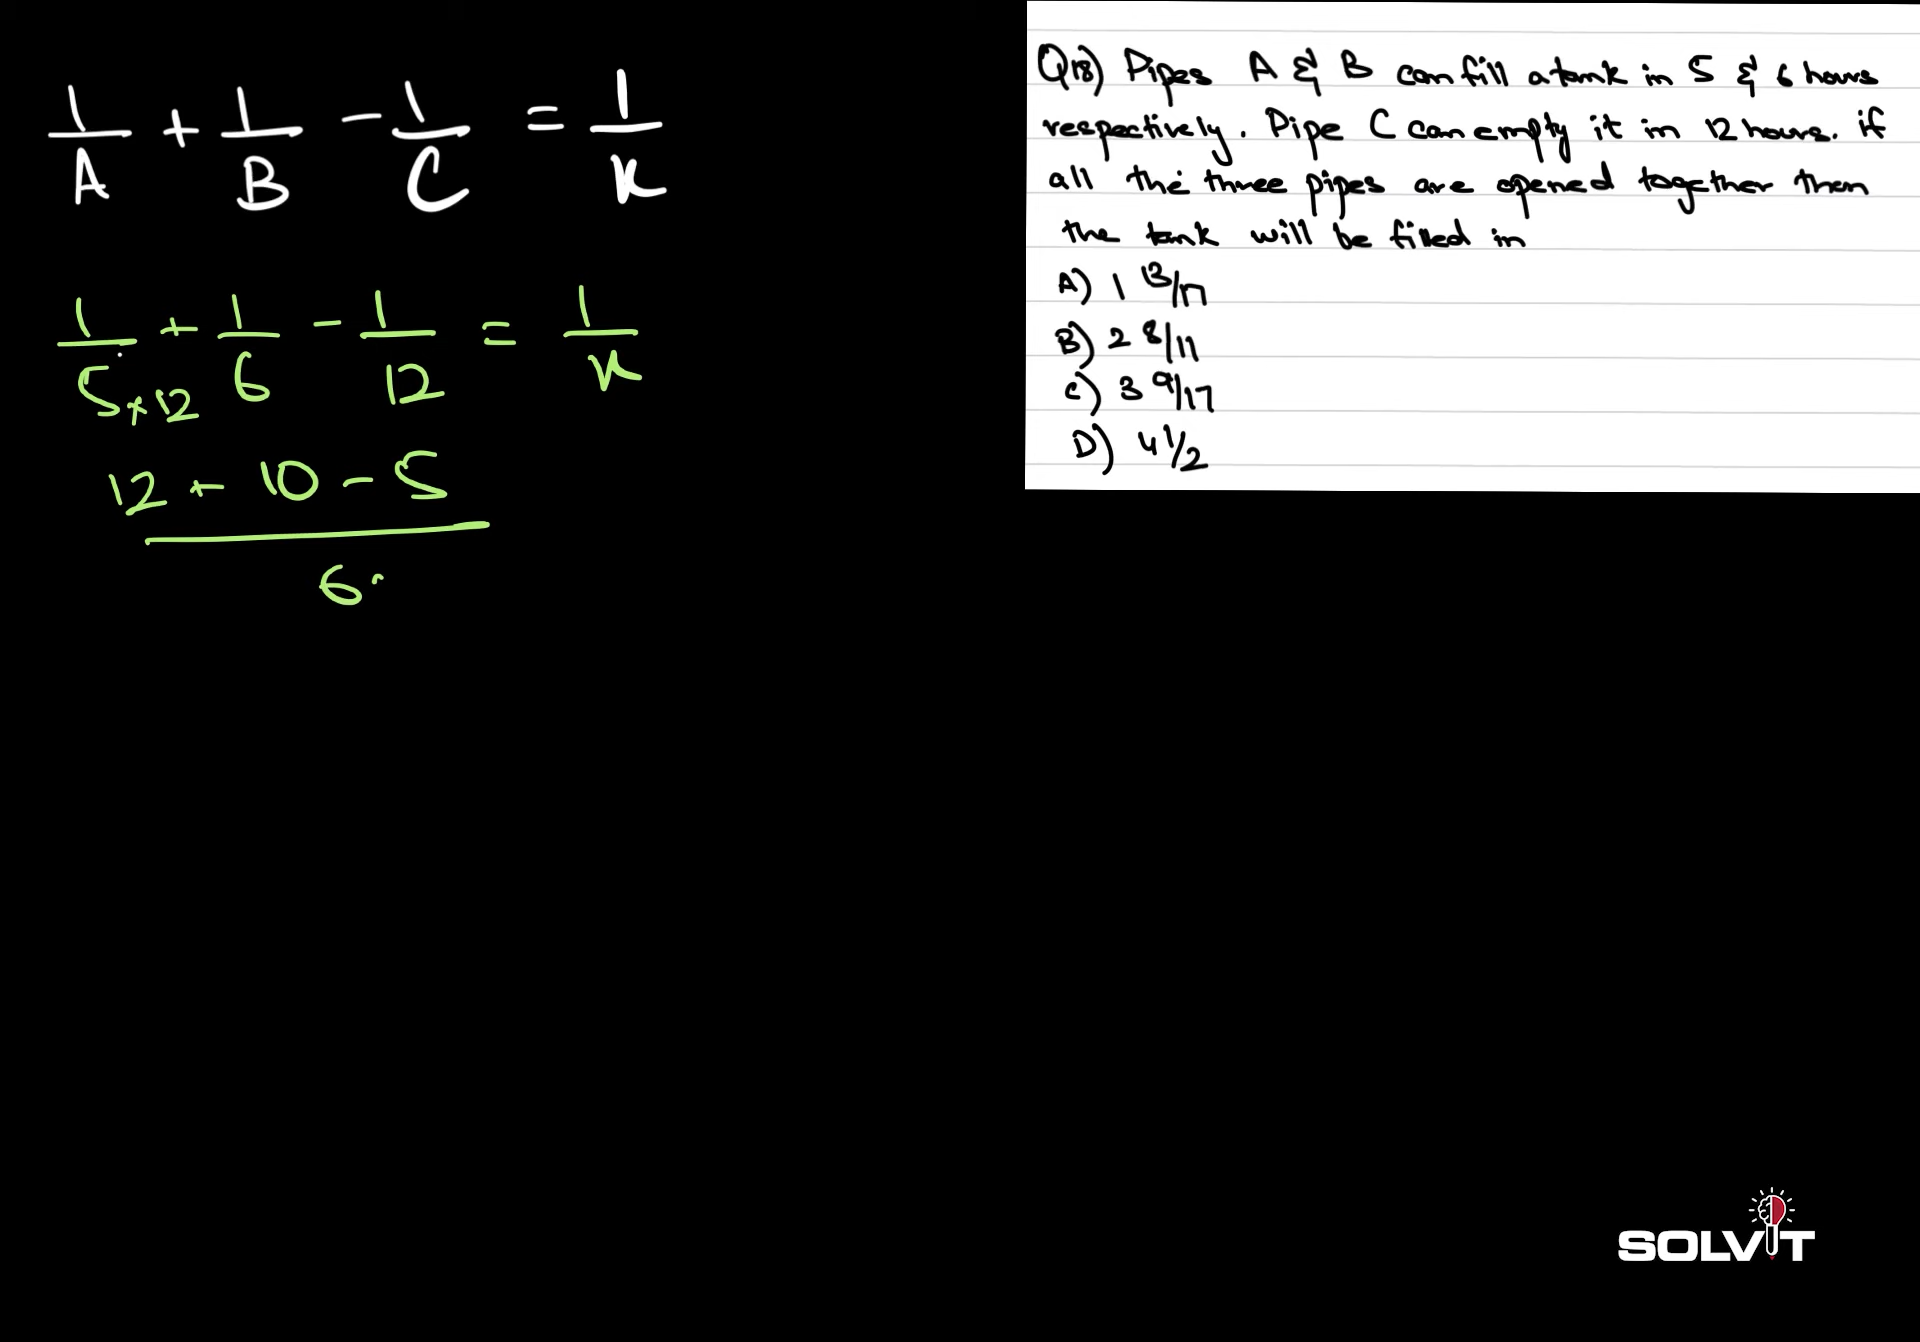 1/A + 1/B - 1/C = 1/x
1/5×12 + 1/6 - 1/12 = 1/x
12 + 10 - 5
6
Q18) Pipes A & B can fill a tank in 5 & 6 hours
respectively. Pipe C can empty it in 12 hours. if
all the three pipes are opened together then
the tank will be filled in
A) 1 13/17
B) 2 8/11
C) 3 9/17
D) 4 1/2
SOLVIT